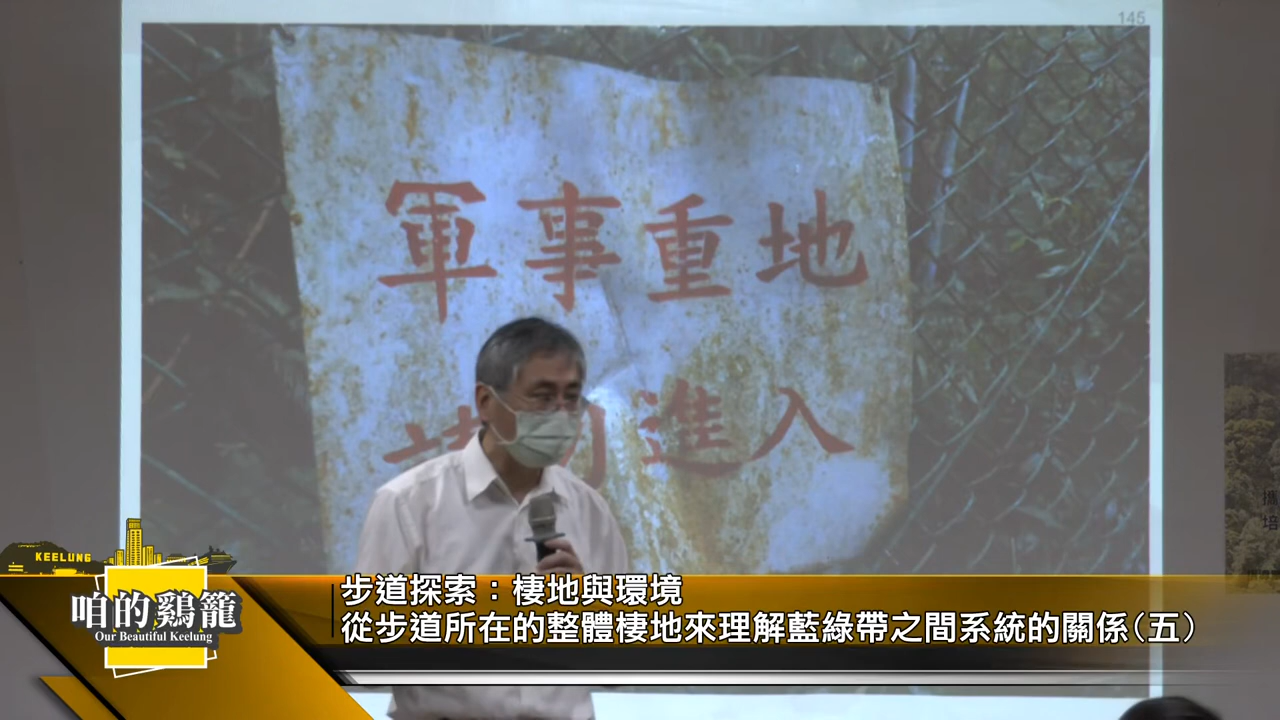 145
軍事重地
進入
KEELUNG
咱的鷄籠
Our Beautiful Keelung
步道探索：棲地與環境
從步道所在的整體棲地來理解藍綠帶之間系統的關係(五)